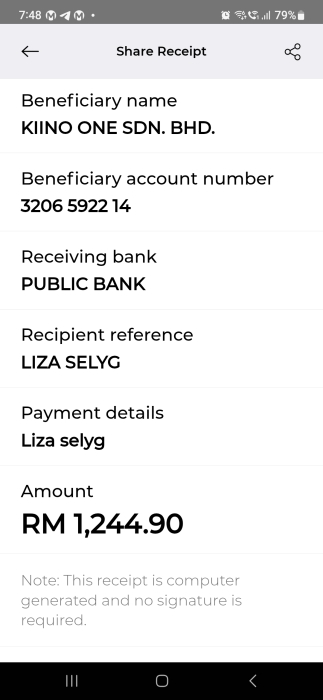 7:48
79%
Share Receipt
Beneficiary name
KIINO ONE SDN. BHD.
Beneficiary account number
3206 5922 14
Receiving bank
PUBLIC BANK
Recipient reference
LIZA SELYG
Payment details
Liza selyg
Amount
RM 1,244.90
Note: This receipt is computer
generated and no signature is
required.